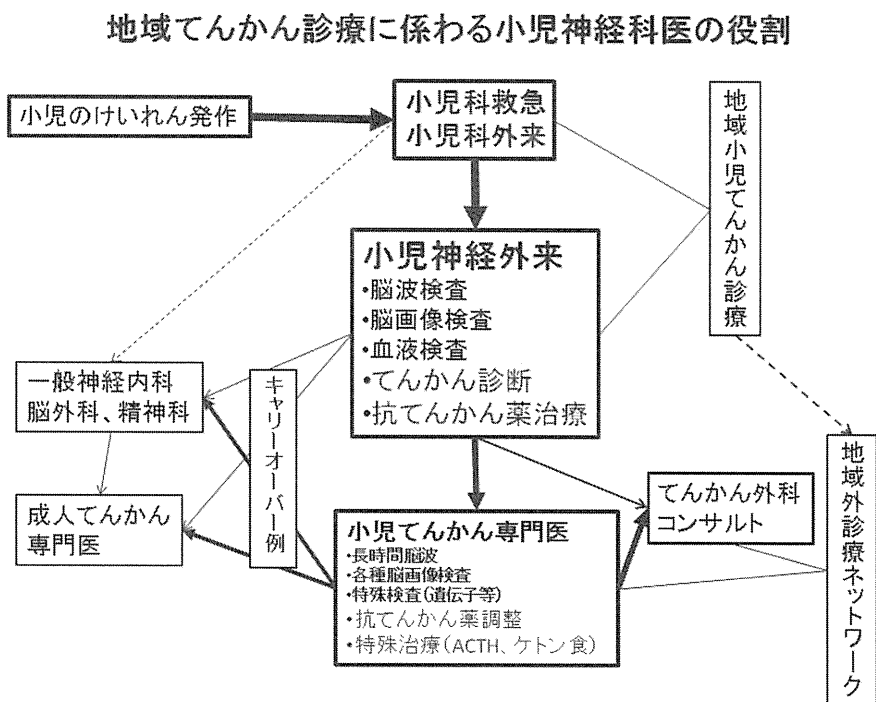 地域てんかん診療に係わる小児神経科医の役割
小児のけいれん発作
小児科救急
小児科外来
地域小児てんかん診療
小児神経外来
・脳波検査
・脳画像検査
・血液検査
・てんかん診断
・抗てんかん薬治療
一般神経内科
脳外科、精神科
キャリーオーバー例
成人てんかん
専門医
小児てんかん専門医
・長時間脳波
・各種脳画像検査
・特殊検査(遺伝子等)
・抗てんかん薬調整
・特殊治療(ACTH、ケトン食)
てんかん外科
コンサルト
地域外診療ネットワーク